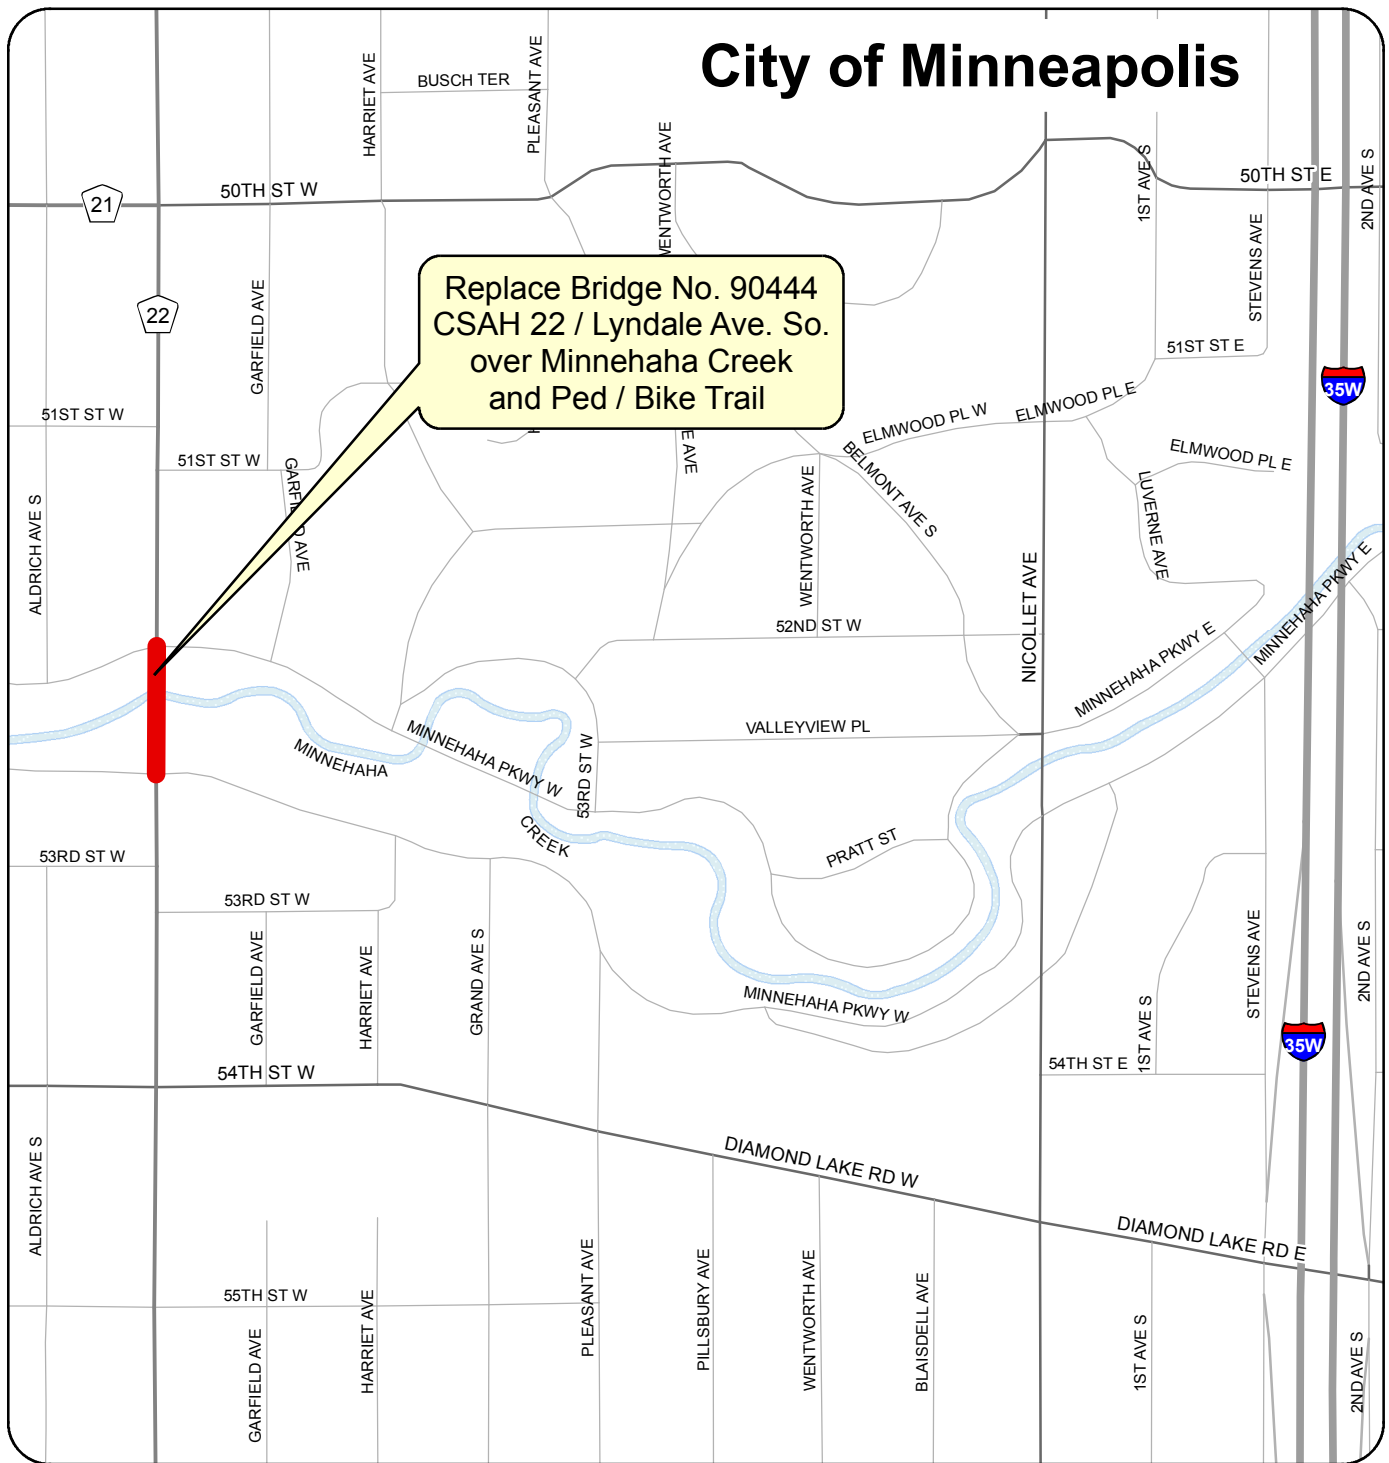 City of Minneapolis
BUSCH TER
HARRIET AVE
PLEASANT AVE
WENTWORTH AVE
1ST AVE S
2ND AVE S
50TH ST W
50TH ST E
21
22
STEVENS AVE
GARFIELD AVE
Replace Bridge No. 90444
CSAH 22 / Lyndale Ave. So.
over Minnehaha Creek
and Ped / Bike Trail
51ST ST E
35W
51ST ST W
51ST ST W
ELMWOOD PL W
ELMWOOD PL E
ELMWOOD PL E
BELMONT AVE S
GARFIELD AVE
E AVE
ALDRICH AVE S
WENTWORTH AVE
LUVERNE AVE
NICOLLET AVE
52ND ST W
MINNEHAHA PKWY E
MINNEHAHA PKWY E
VALLEYVIEW PL
MINNEHAHA
MINNEHAHA PKWY W
53RD ST W
CREEK
PRATT ST
53RD ST W
53RD ST W
GARFIELD AVE
HARRIET AVE
GRAND AVE S
STEVENS AVE
2ND AVE S
MINNEHAHA PKWY W
1ST AVE S
35W
54TH ST W
54TH ST E
DIAMOND LAKE RD W
DIAMOND LAKE RD E
ALDRICH AVE S
55TH ST W
GARFIELD AVE
HARRIET AVE
PLEASANT AVE
PILLSBURY AVE
WENTWORTH AVE
BLAISDELL AVE
1ST AVE S
2ND AVE S